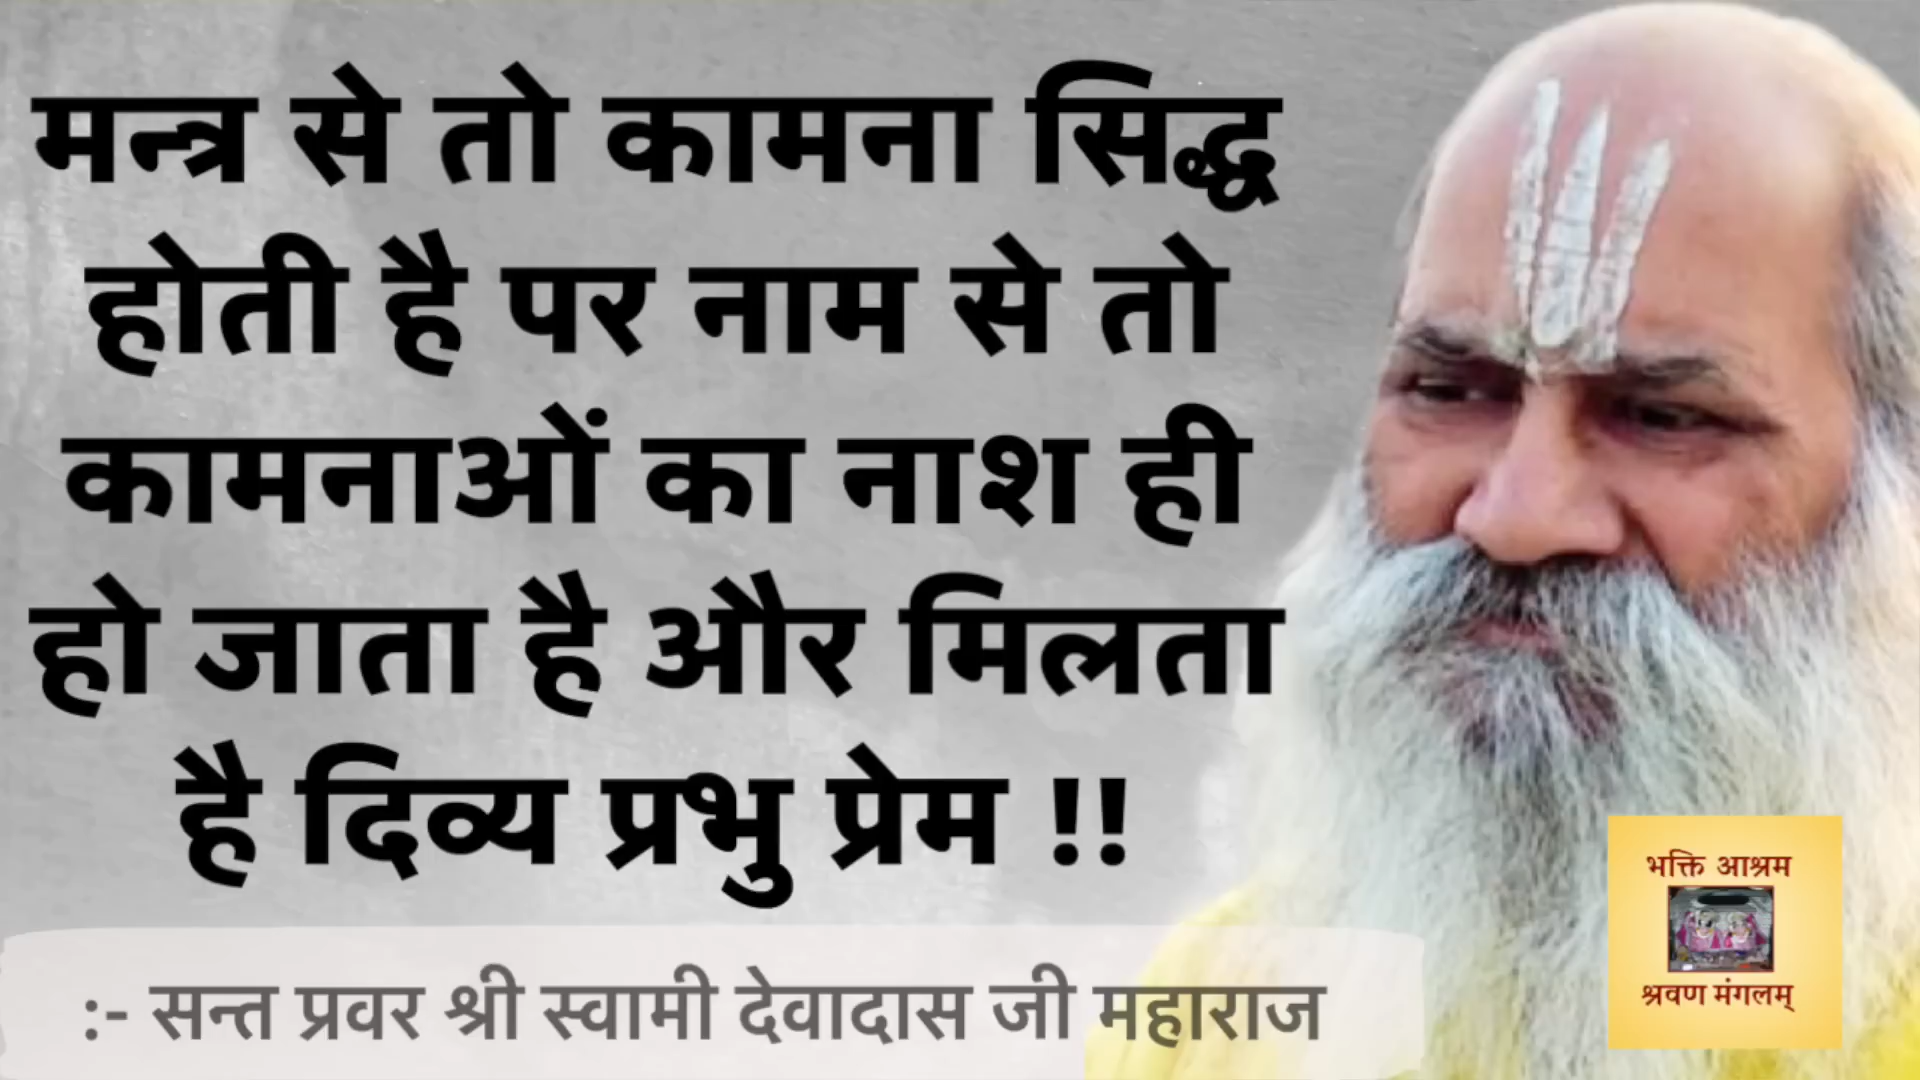 मन्त्र से तो कामना सिद्ध
होती है पर नाम से तो
कामनाओं का नाश ही
हो जाता है और मिलता
है दिव्य प्रभु प्रेम !!
:- सन्त प्रवर श्री स्वामी देवादास जी महाराज
भक्ति आश्रम
श्रवण मंगलम्